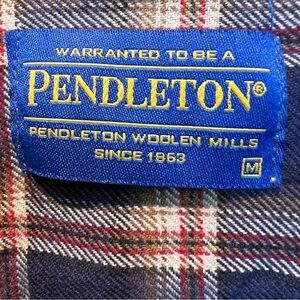 WARRANTED TO BE A
PENDLETON®
PENDLETON WOOLEN MILLS
SINCE 1863
M